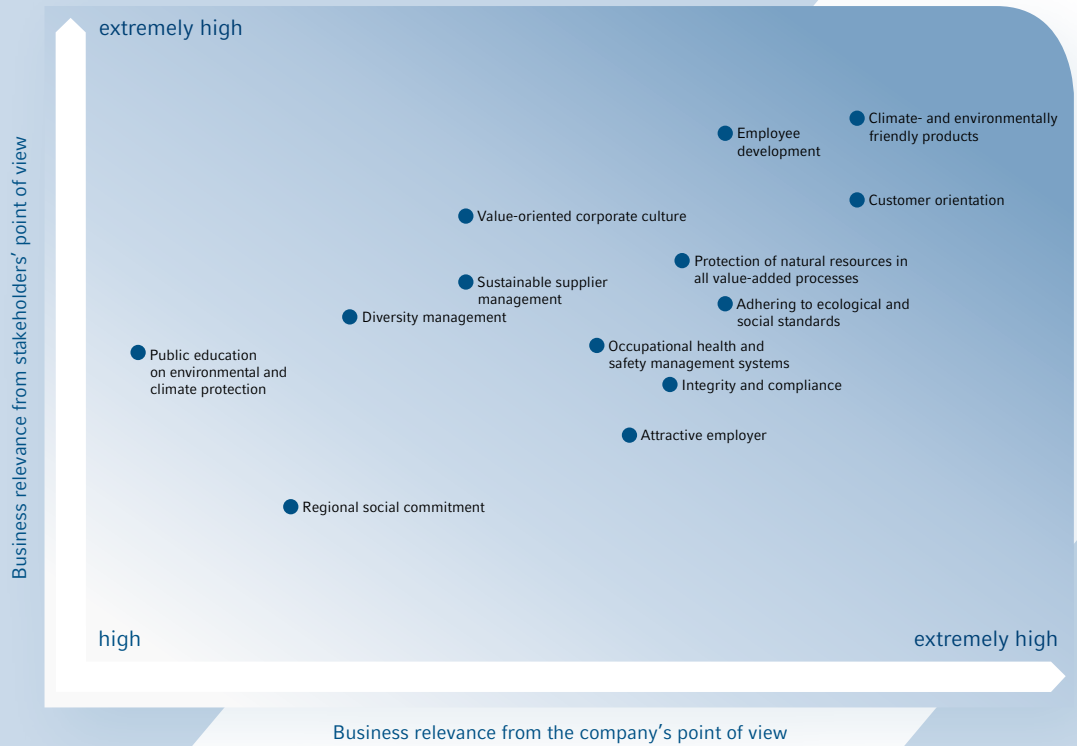 extremely high
Climate- and environmentally
friendly products
Employee
development
Customer orientation
Value-oriented corporate culture
Protection of natural resources in
all value-added processes
Sustainable supplier
management
Adhering to ecological and
social standards
Diversity management
Occupational health and
safety management systems
Public education
on environmental and
climate protection
Integrity and compliance
Attractive employer
Regional social commitment
Business relevance from stakeholders’ point of view
high
extremely high
Business relevance from the company’s point of view